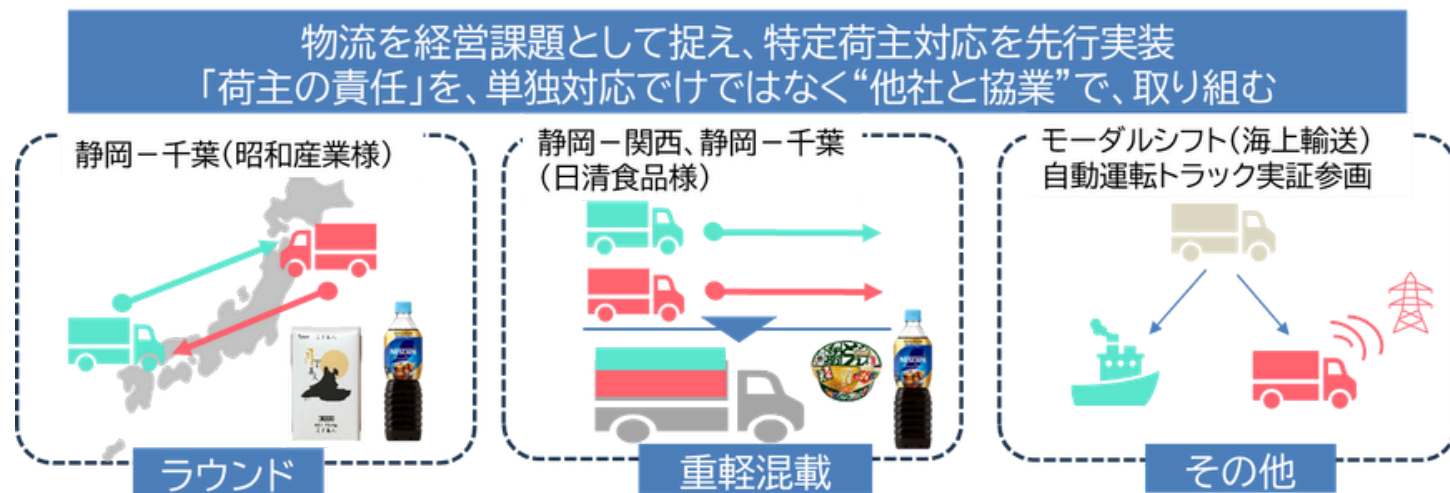 物流を経営課題として捉え、特定荷主対応を先行実装
「荷主の責任」を、単独対応でけではなく“他社と協業”で、取り組む
静岡－千葉(昭和産業様)
ラウンド
静岡－関西、静岡－千葉
(日清食品様)
NESCAFÉ
重軽混載
モーダルシフト(海上輸送)
自動運転トラック実証参画
その他